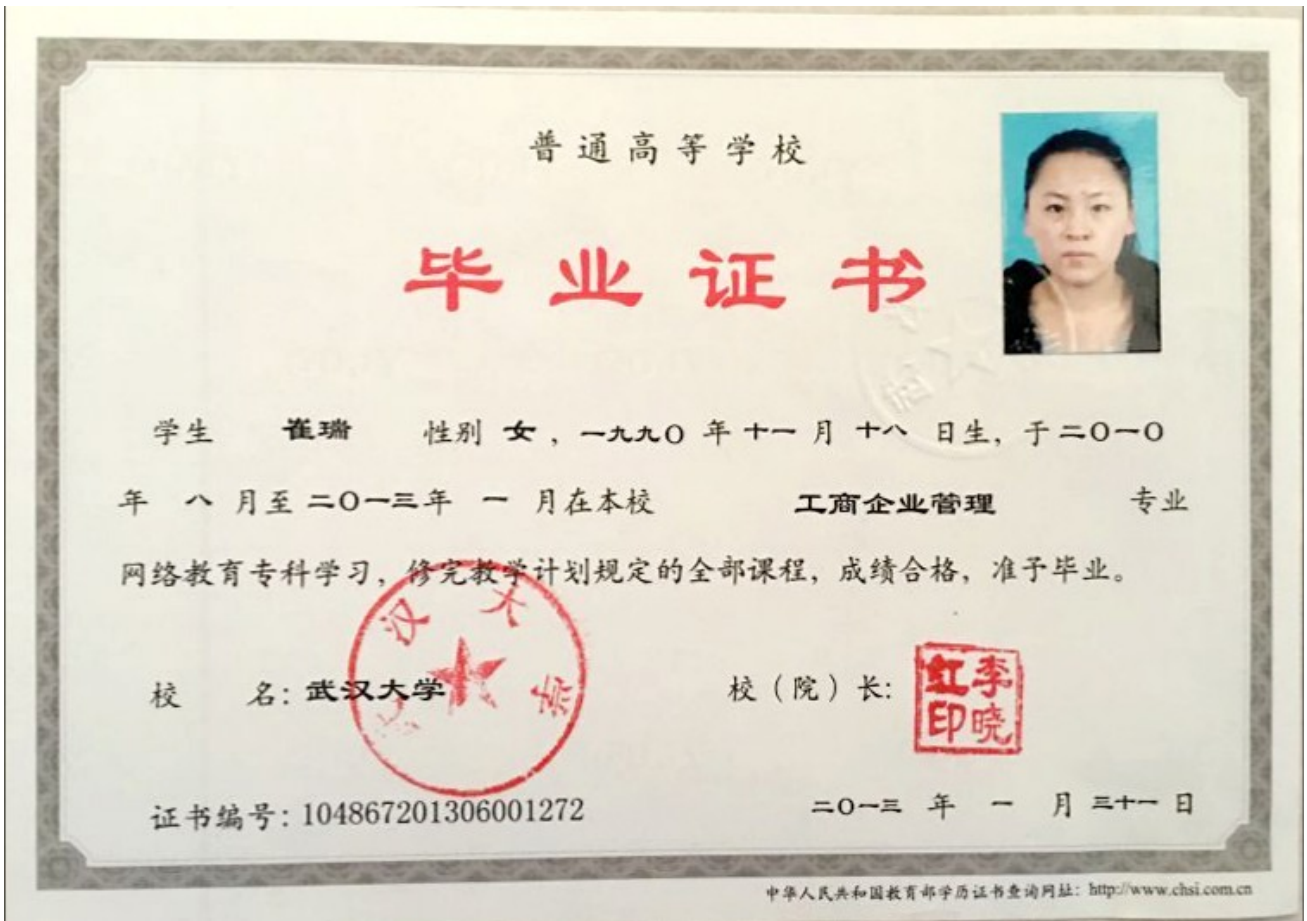 普通高等学校
毕业证书
学生 崔瑞 性别 女，一九九〇 年 十一 月 十八 日生，于 二〇一〇
年 八 月至 二〇一三 年 一 月在本校 工商企业管理 专业
网络教育专科学习，修完教学计划规定的全部课程，成绩合格，准予毕业。
汉大学
校 名：武汉大学 校（院）长：
李晓红印
证书编号：104867201306001272 二〇一三 年 一 月 三十一 日
中华人民共和国教育部学历证书查询网址：http://www.chsi.com.cn